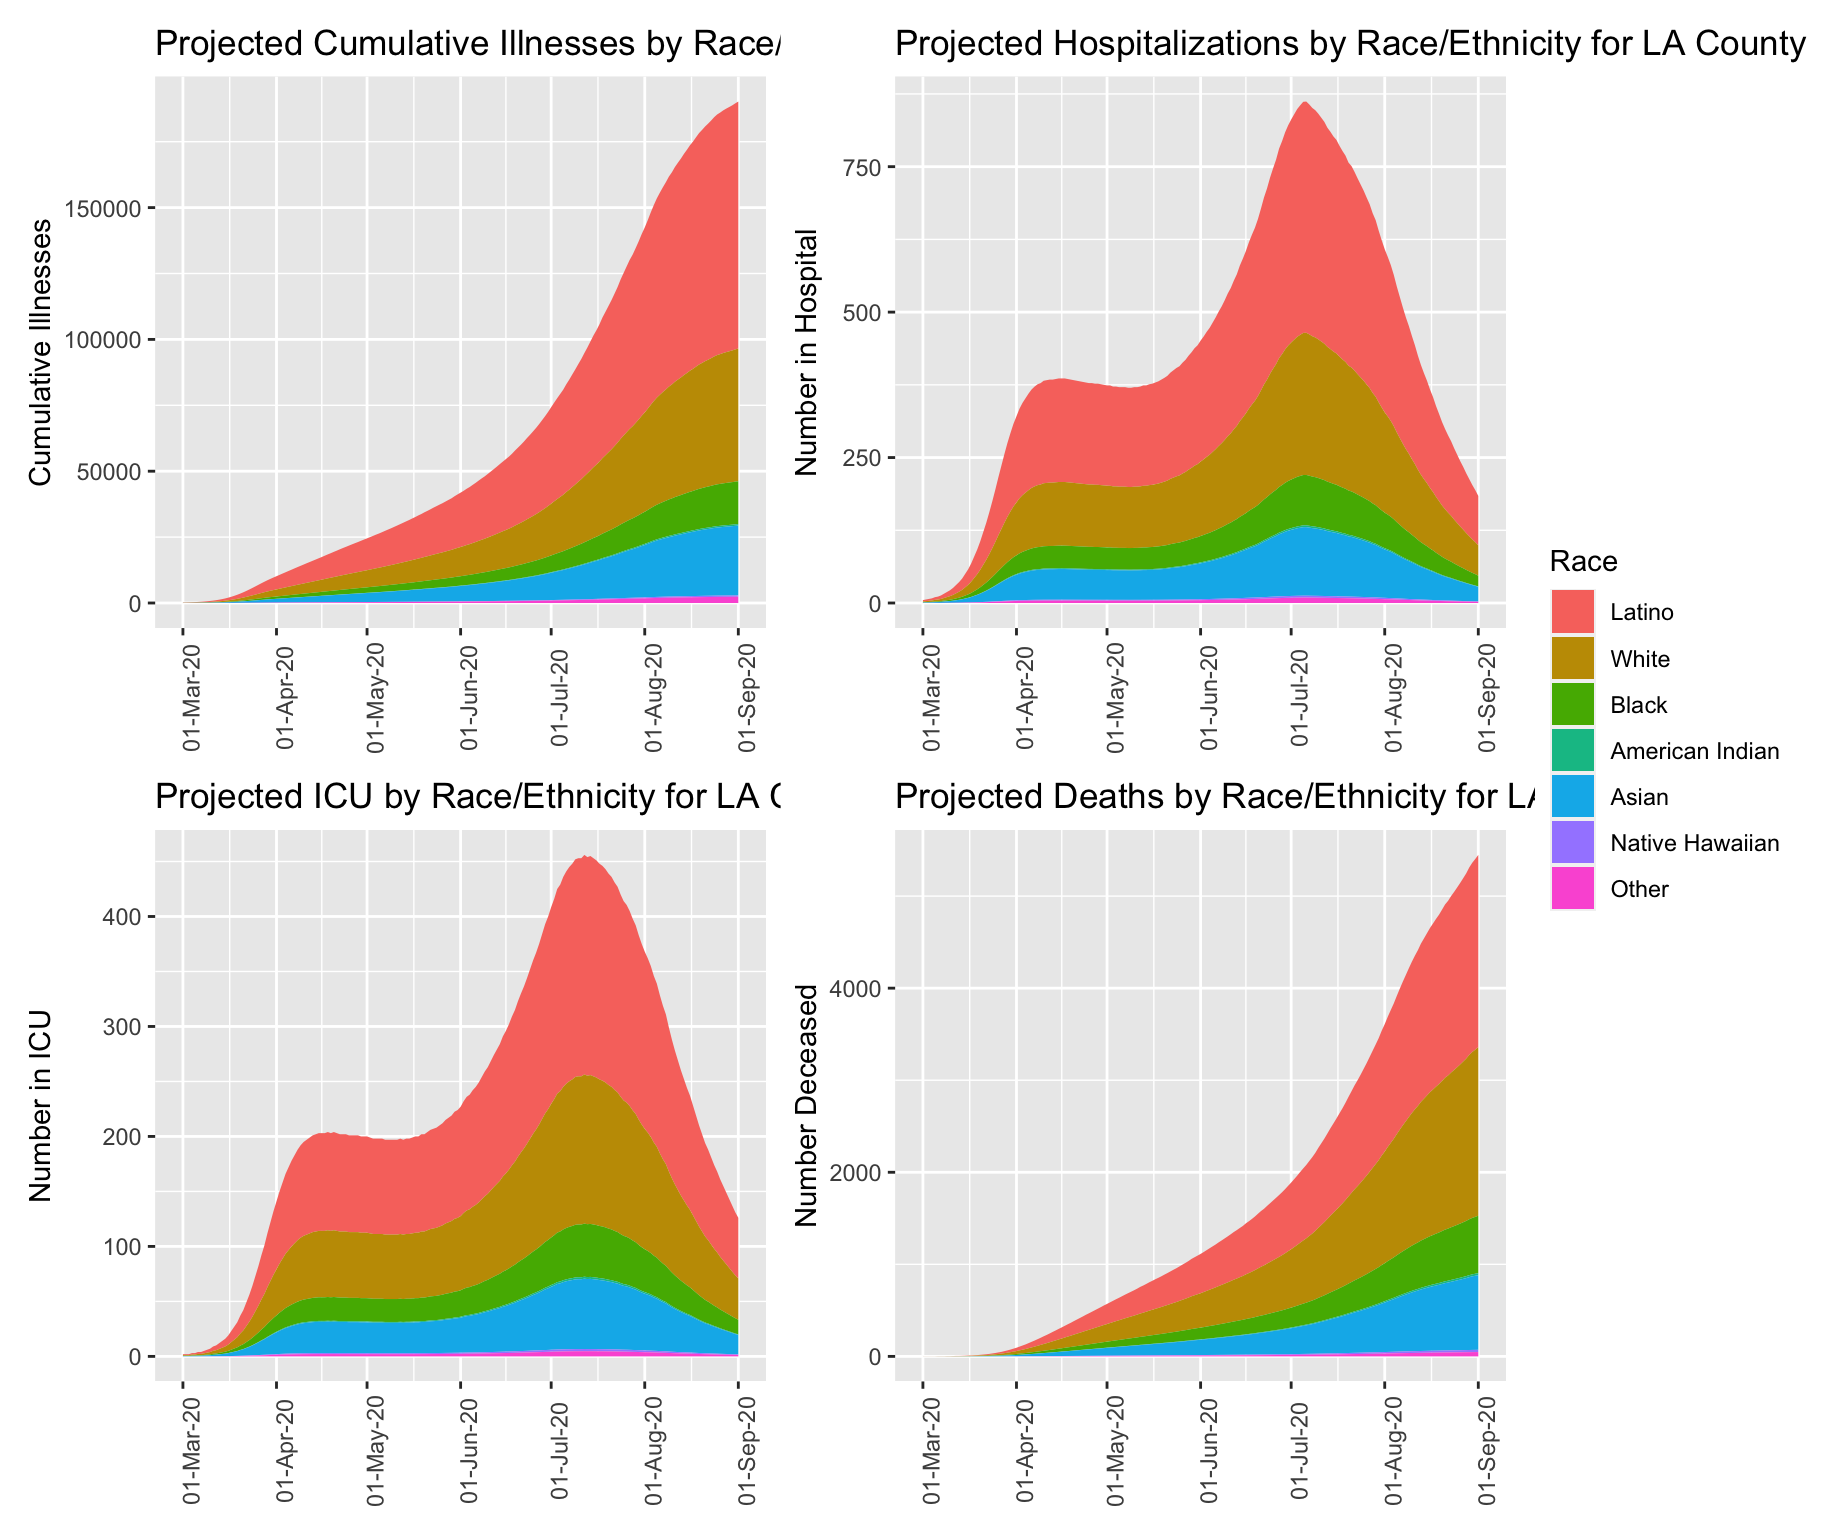 Projected Cumulative Illnesses by Race/
Cumulative Illnesses
150000
100000
50000
0
01-Mar-20
01-Apr-20
01-May-20
01-Jun-20
01-Jul-20
01-Aug-20
01-Sep-20
Projected Hospitalizations by Race/Ethnicity for LA County
Number in Hospital
750
500
250
0
01-Mar-20
01-Apr-20
01-May-20
01-Jun-20
01-Jul-20
01-Aug-20
01-Sep-20
Projected ICU by Race/Ethnicity for LA
Number in ICU
400
300
200
100
0
01-Mar-20
01-Apr-20
01-May-20
01-Jun-20
01-Jul-20
01-Aug-20
01-Sep-20
Projected Deaths by Race/Ethnicity for LA
Number Deceased
4000
2000
0
01-Mar-20
01-Apr-20
01-May-20
01-Jun-20
01-Jul-20
01-Aug-20
01-Sep-20
Race
Latino
White
Black
American Indian
Asian
Native Hawaiian
Other